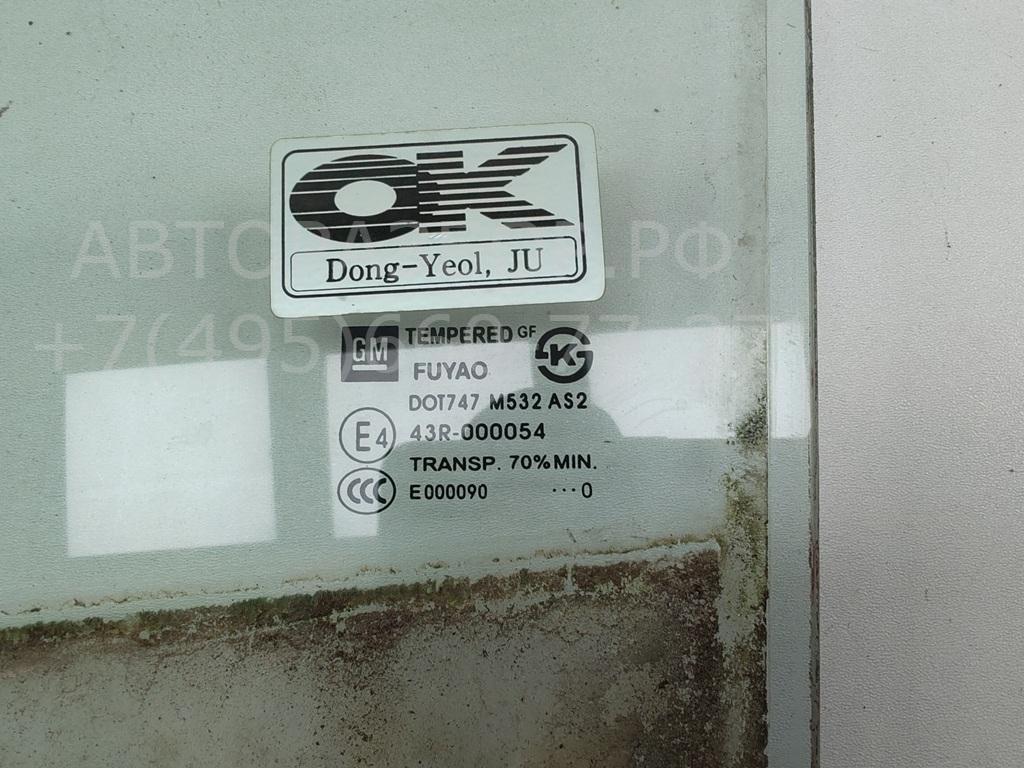 OK
Dong-Yeol, JU
GM TEMPERED GF
FUYAO
DOT747 M532 AS2
E4 43R-000054
TRANSP. 70% MIN.
CCC E000090 ···0